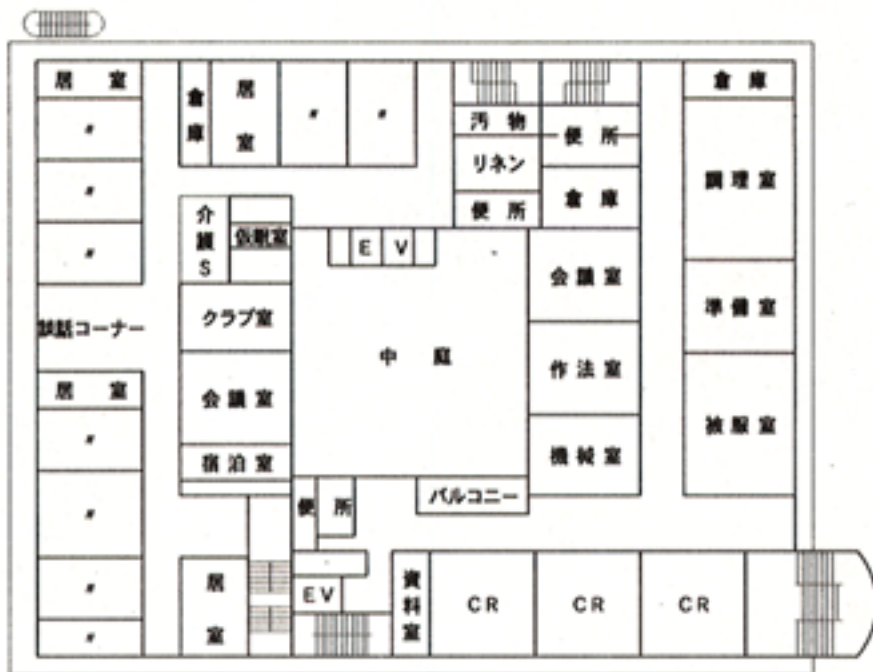 居室
〃
〃
〃
談話コーナー
居室
〃
〃
〃
〃
倉庫
居室
〃
〃
介護S
仮眠室
クラブ室
会議室
宿泊室
居室
汚物
リネン
便所
便所
倉庫
EV
中庭
会議室
作法室
機械室
バルコニー
便所
EV
資料室
CR
CR
CR
倉庫
調理室
準備室
被服室